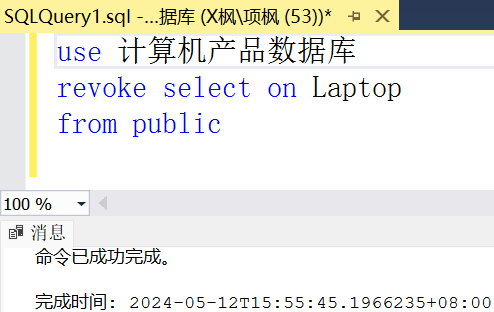 SQLQuery1.sql -...据库 (X枫\项枫 (53))*
use 计算机产品数据库
revoke select on Laptop
from public
100 %
消息
命令已成功完成。
完成时间: 2024-05-12T15:55:45.1966235+08:00